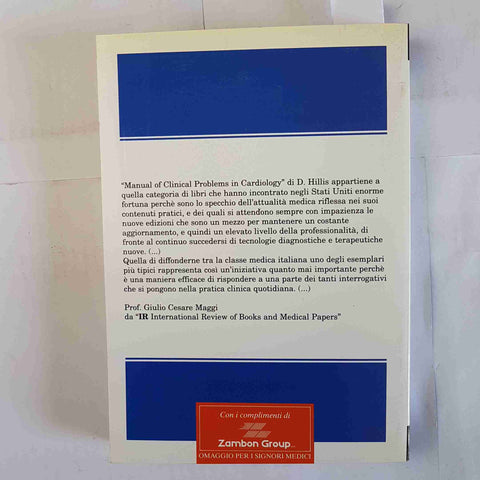 “Manual of Clinical Problems in Cardiology” di D. Hillis appartiene a
quella categoria di libri che hanno incontrato negli Stati Uniti enorme
fortuna perchè sono lo specchio dell'attualità medica riflessa nei suoi
contenuti pratici, e dei quali si attendono sempre con impazienza le
nuove edizioni che sono un mezzo per mantenere un costante
aggiornamento, e quindi un elevato livello della professionalità, di
fronte al continuo succedersi di tecnologie diagnostiche e terapeutiche
nuove. (...)
Quella di diffonderne tra la classe medica italiana uno degli esemplari
più tipici rappresenta così un'iniziativa quanto mai importante perchè
è una maniera efficace di rispondere a una parte dei tanti interrogativi
che si pongono nella pratica clinica quotidiana. (...)
Prof. Giulio Cesare Maggi
da “IR International Review of Books and Medical Papers”
Con i complimenti di
Zambon Group
OMAGGIO PER I SIGNORI MEDICI